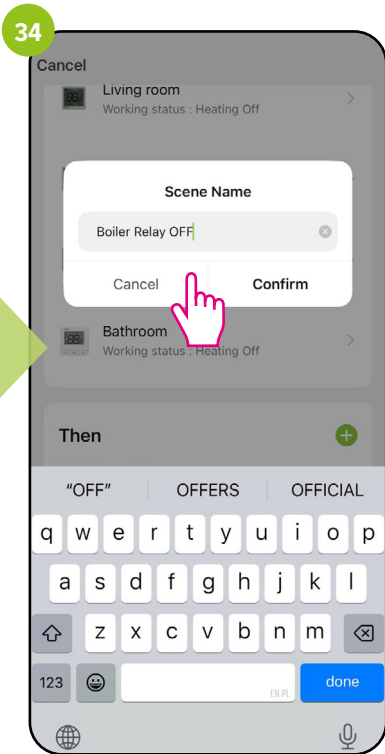 34
Cancel
Living room
Working status : Heating Off
Scene Name
Boiler Relay OFF
Cancel
Confirm
Bathroom
Working status : Heating Off
Then
"OFF" OFFERS OFFICIAL
q w e r t y u i o p
a s d f g h j k l
z x c v b n m
123 EN PL done